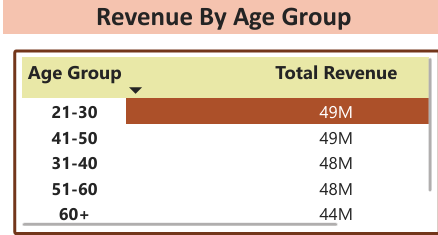 Revenue By Age Group
Age Group Total Revenue
21-30 49M
41-50 49M
31-40 48M
51-60 48M
60+ 44M